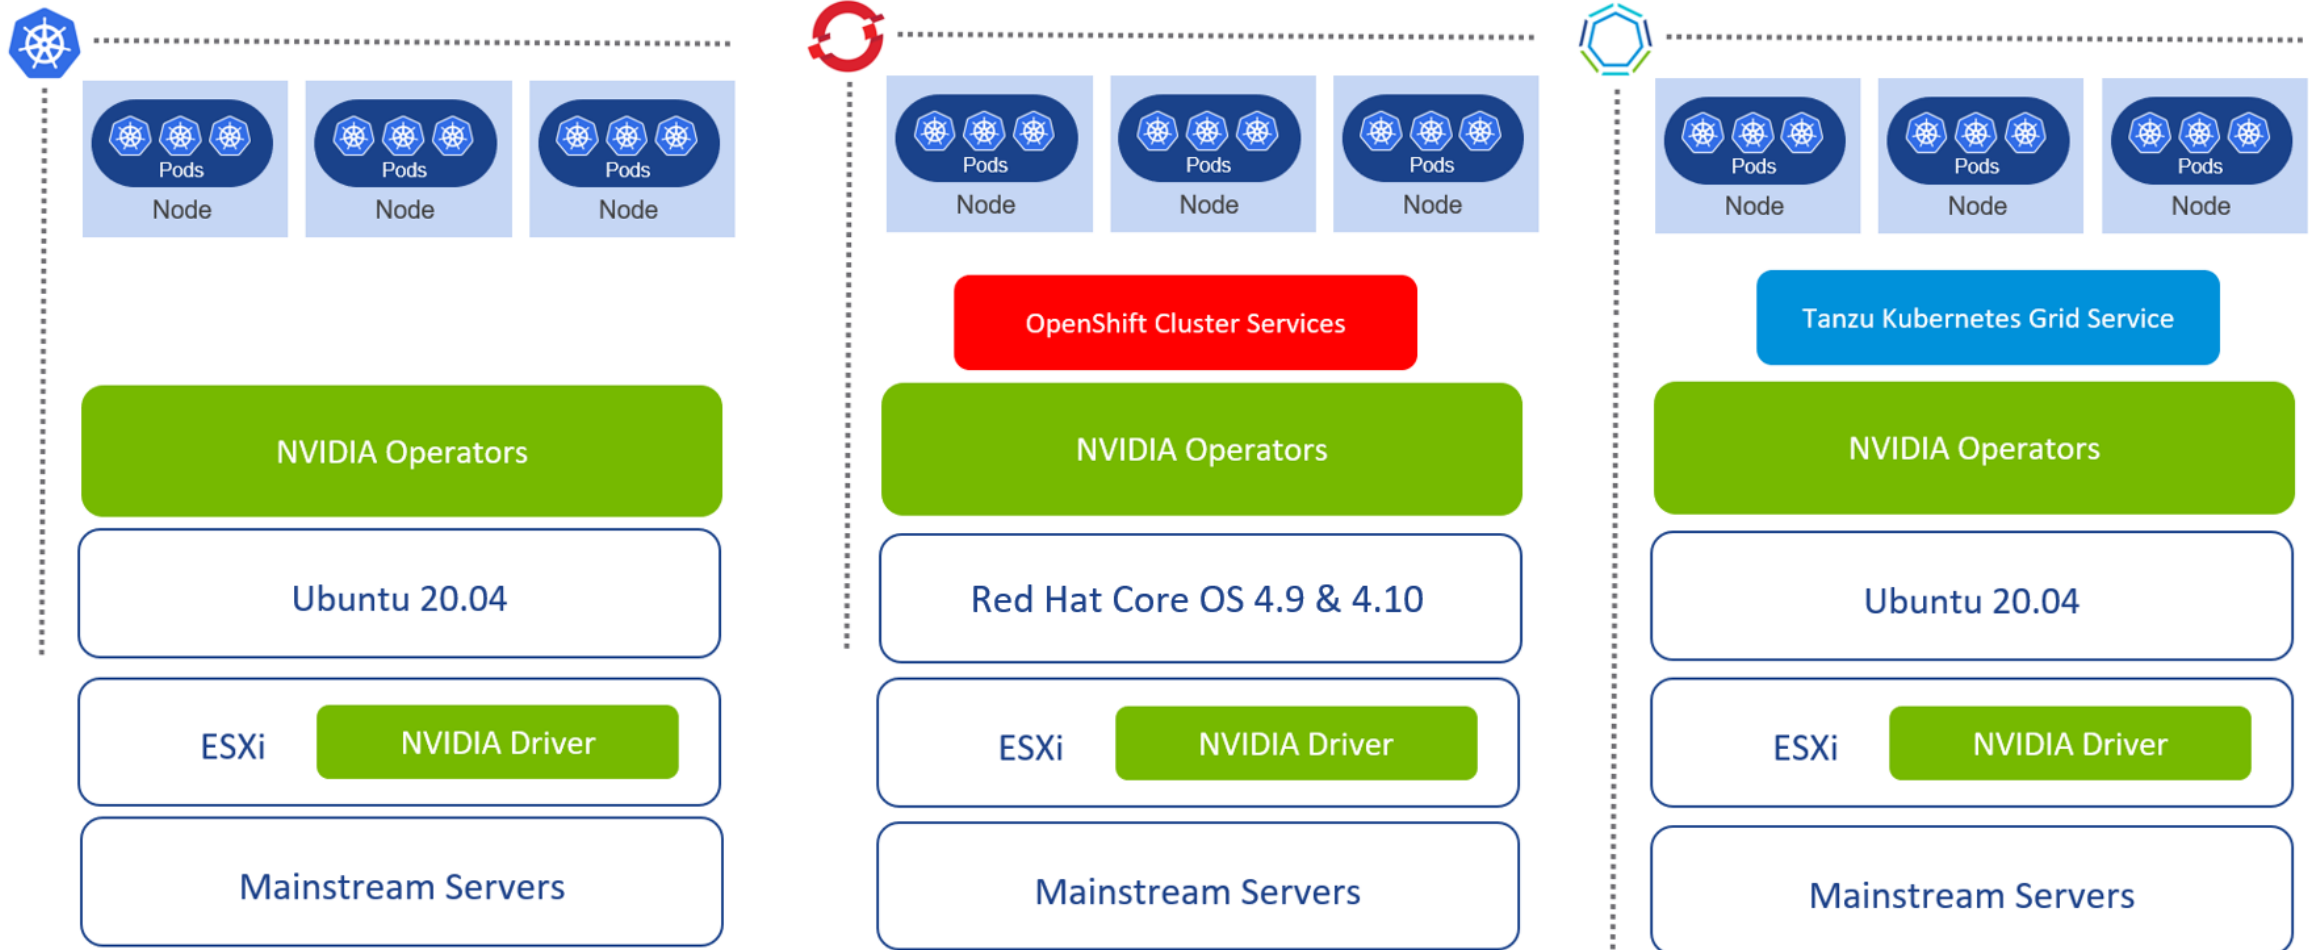 Pods
Node
Pods
Node
Pods
Node
NVIDIA Operators
Ubuntu 20.04
ESXi
NVIDIA Driver
Mainstream Servers
Pods
Node
Pods
Node
Pods
Node
OpenShift Cluster Services
NVIDIA Operators
Red Hat Core OS 4.9 & 4.10
ESXi
NVIDIA Driver
Mainstream Servers
Pods
Node
Pods
Node
Pods
Node
Tanzu Kubernetes Grid Service
NVIDIA Operators
Ubuntu 20.04
ESXi
NVIDIA Driver
Mainstream Servers